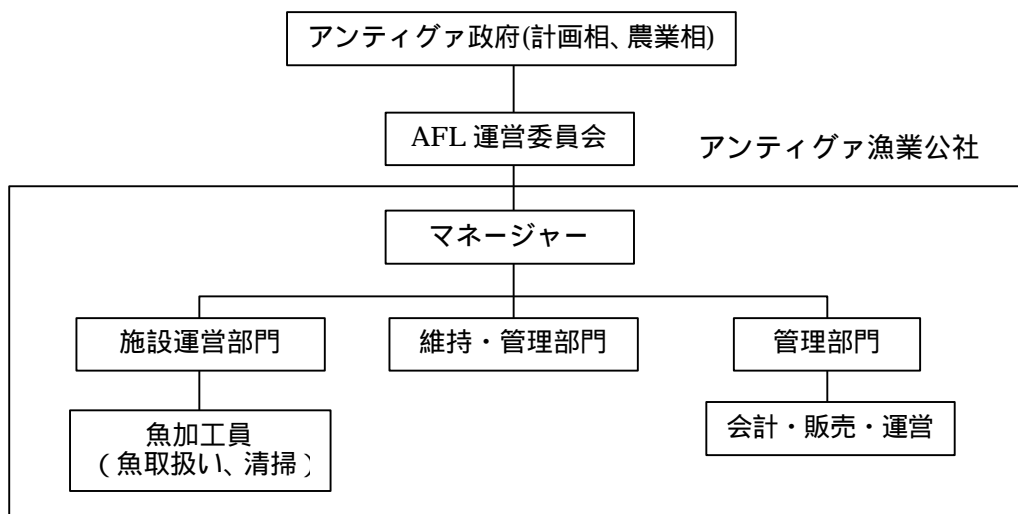 アンティグァ政府(計画相、農業相)
AFL 運営委員会
アンティグァ漁業公社
マネージャー
施設運営部門
維持・管理部門
管理部門
魚加工員
（魚取扱い、清掃）
会計・販売・運営